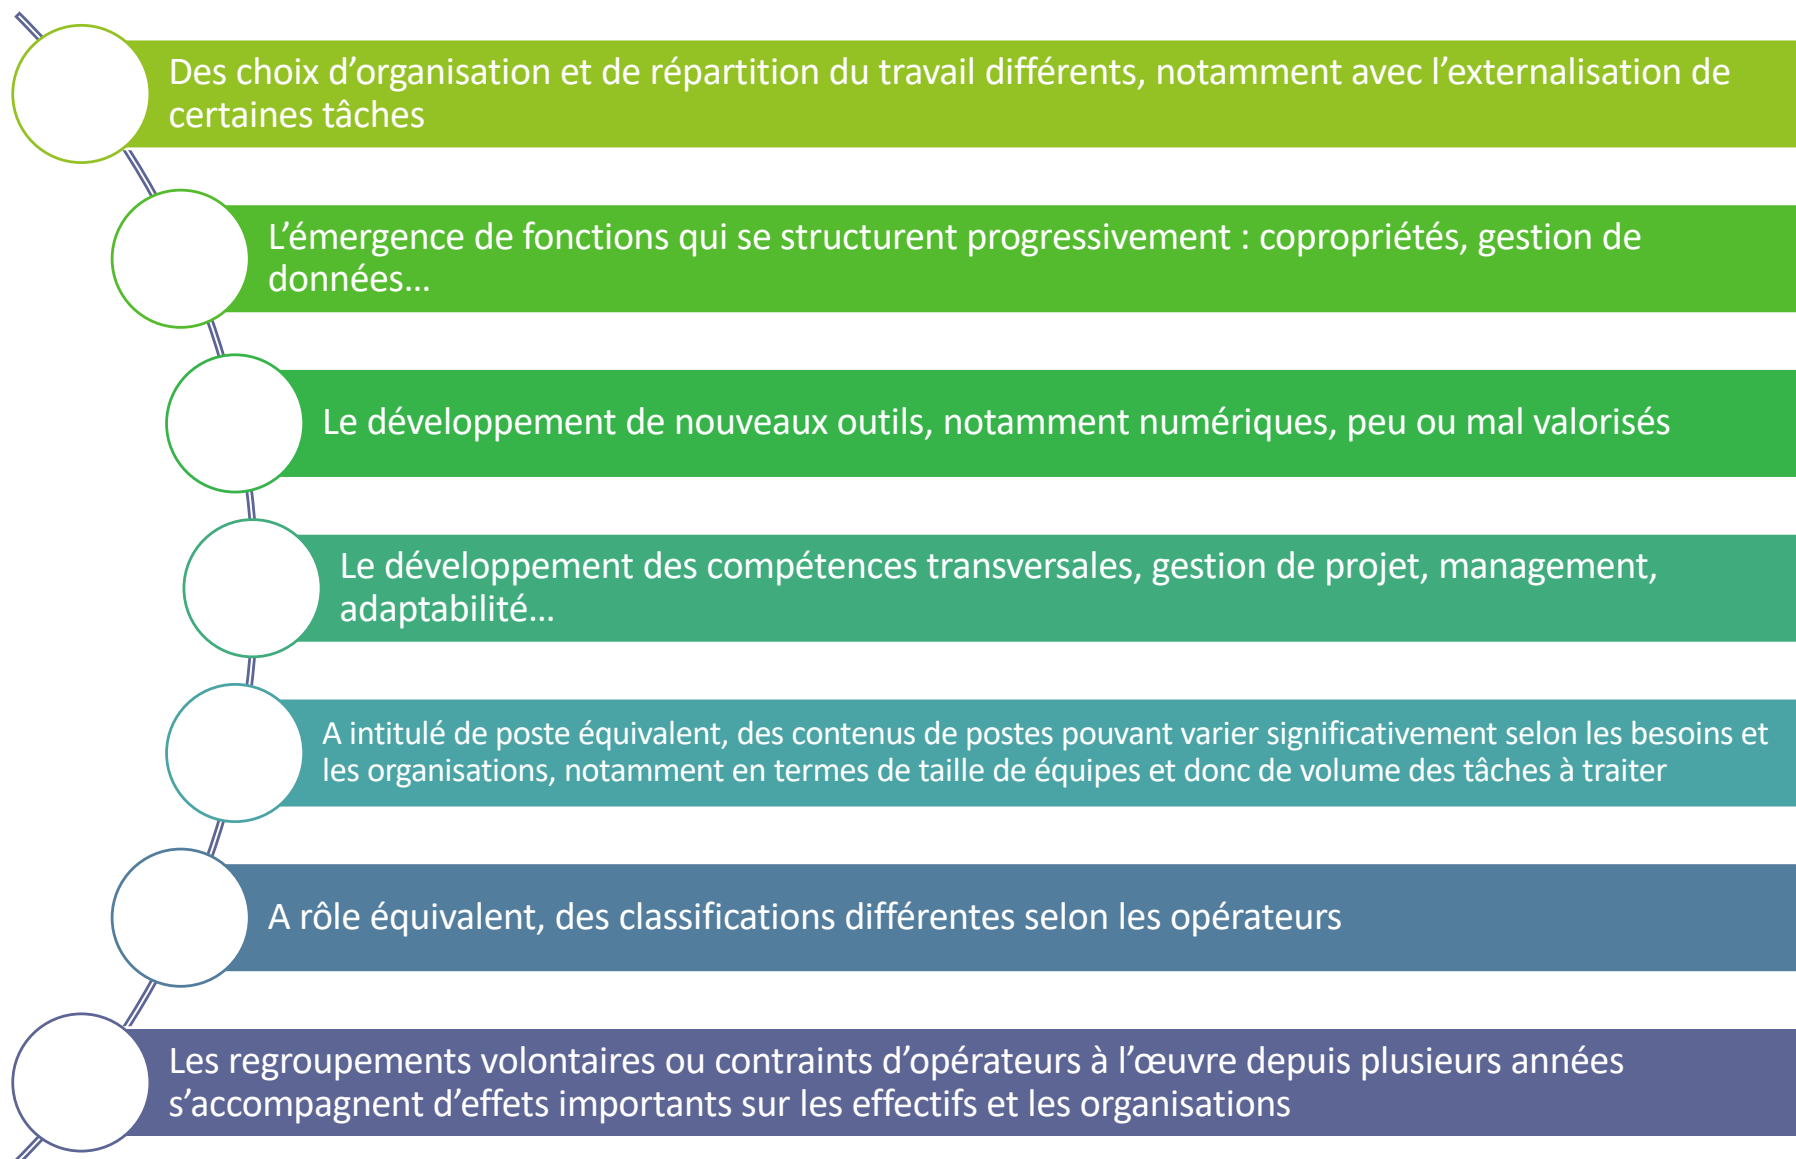 Des choix d’organisation et de répartition du travail différents, notamment avec l’externalisation de
certaines tâches
L’émergence de fonctions qui se structurent progressivement : copropriétés, gestion de
données…
Le développement de nouveaux outils, notamment numériques, peu ou mal valorisés
Le développement des compétences transversales, gestion de projet, management,
adaptabilité…
A intitulé de poste équivalent, des contenus de postes pouvant varier significativement selon les besoins et
les organisations, notamment en termes de taille de équipes et donc de volume des tâches à traiter
A rôle équivalent, des classifications différentes selon les opérateurs
Les regroupements volontaires ou contraints d’opérateurs à l’œuvre depuis plusieurs années
s’accompagnent d’effets importants sur les effectifs et les organisations